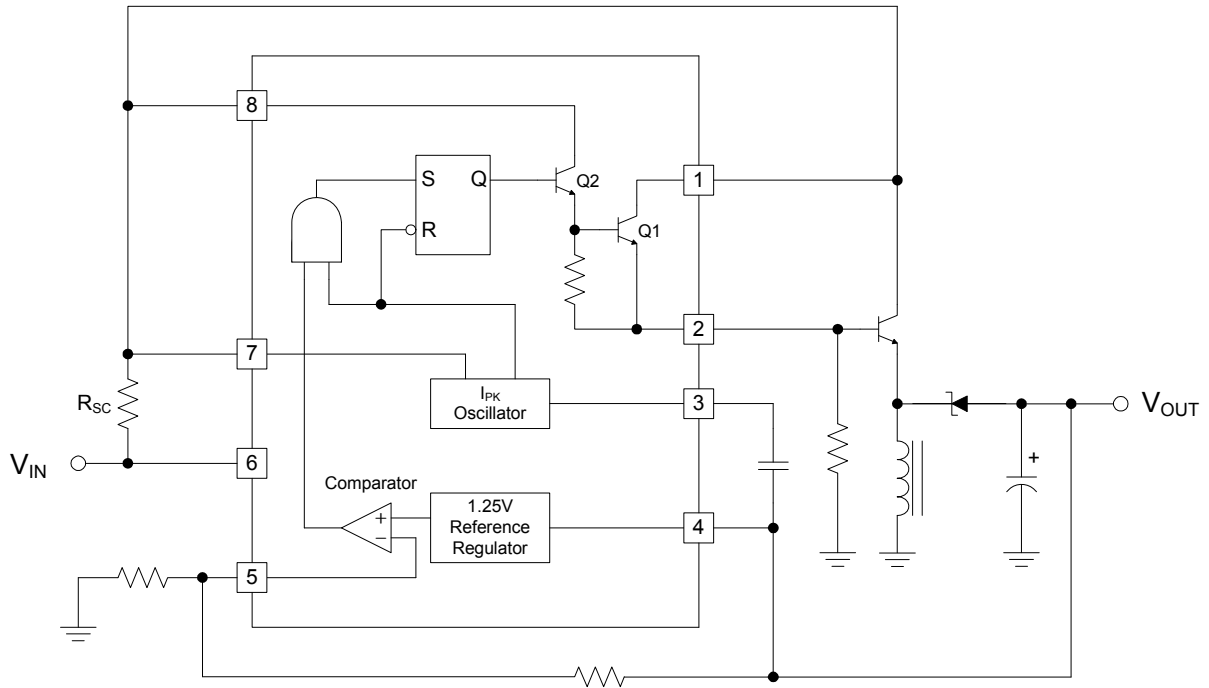 8
S Q
Q2
1
R
Q1
2
7
I_PK
Oscillator
3
R_SC
V_OUT
V_IN
6
+
Comparator
1.25V
Reference
Regulator
+
−
4
5